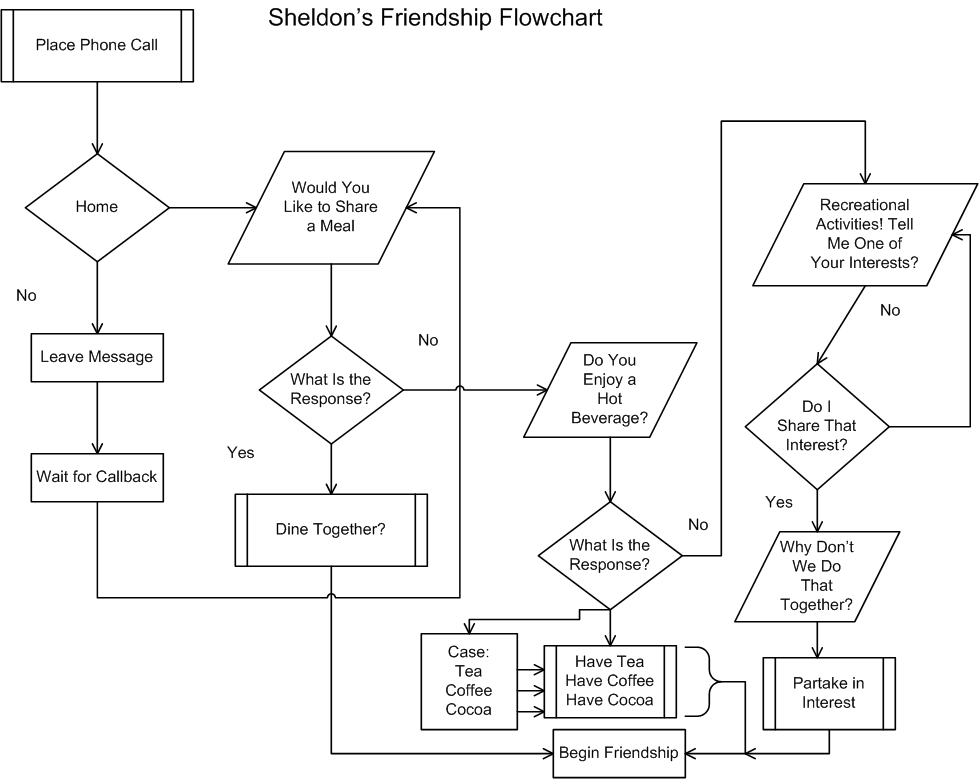 Sheldon's Friendship Flowchart
Place Phone Call
Home
No
Leave Message
Wait for Callback
Would You
Like to Share
a Meal
What Is the
Response?
No
Yes
Dine Together?
Do You
Enjoy a
Hot
Beverage?
What Is the
Response?
No
Case:
Tea
Coffee
Cocoa
Have Tea
Have Coffee
Have Cocoa
Recreational
Activities! Tell
Me One of
Your Interests?
No
Do I
Share That
Interest?
Yes
Why Don't
We Do
That
Together?
Partake in
Interest
Begin Friendship